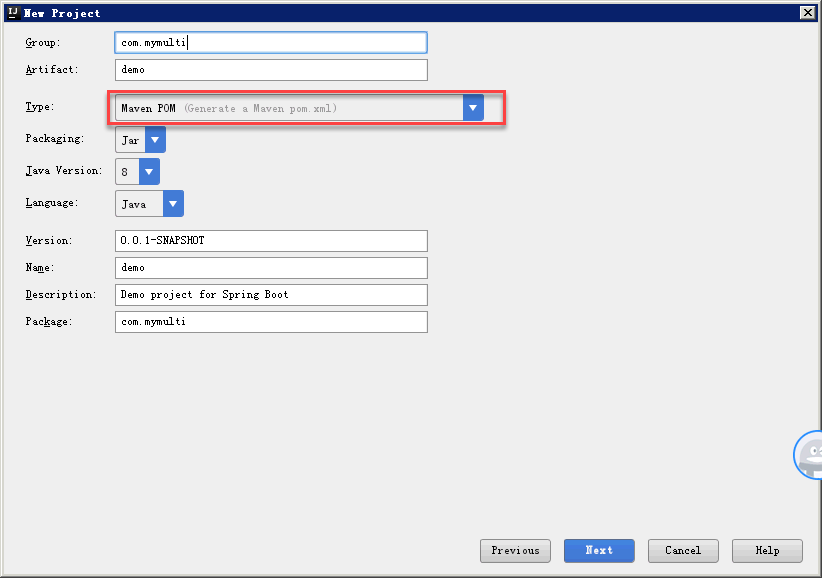 New Project
Group: com.mymulti
Artifact: demo
Type: Maven POM (Generate a Maven pom.xml)
Packaging: Jar
Java Version: 8
Language: Java
Version: 0.0.1-SNAPSHOT
Name: demo
Description: Demo project for Spring Boot
Package: com.mymulti
Previous Next Cancel Help